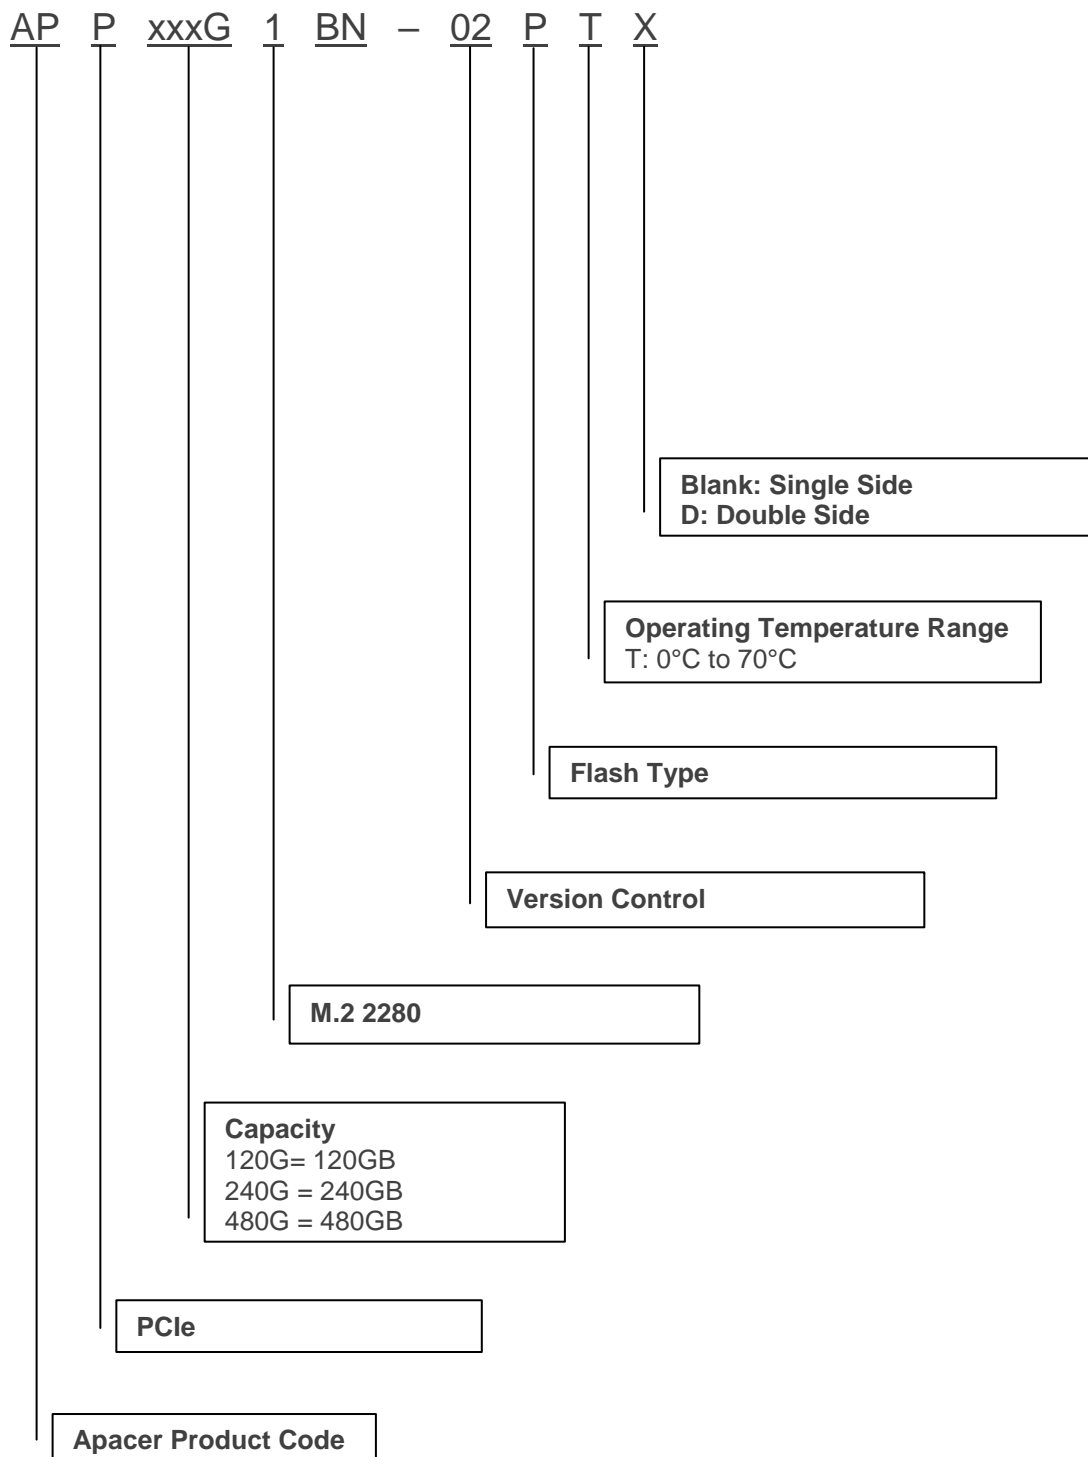 AP P xxxG 1 BN – 02 P T X
Blank: Single Side
D: Double Side
Operating Temperature Range
T: 0°C to 70°C
Flash Type
Version Control
M.2 2280
Capacity
120G= 120GB
240G = 240GB
480G = 480GB
PCIe
Apacer Product Code